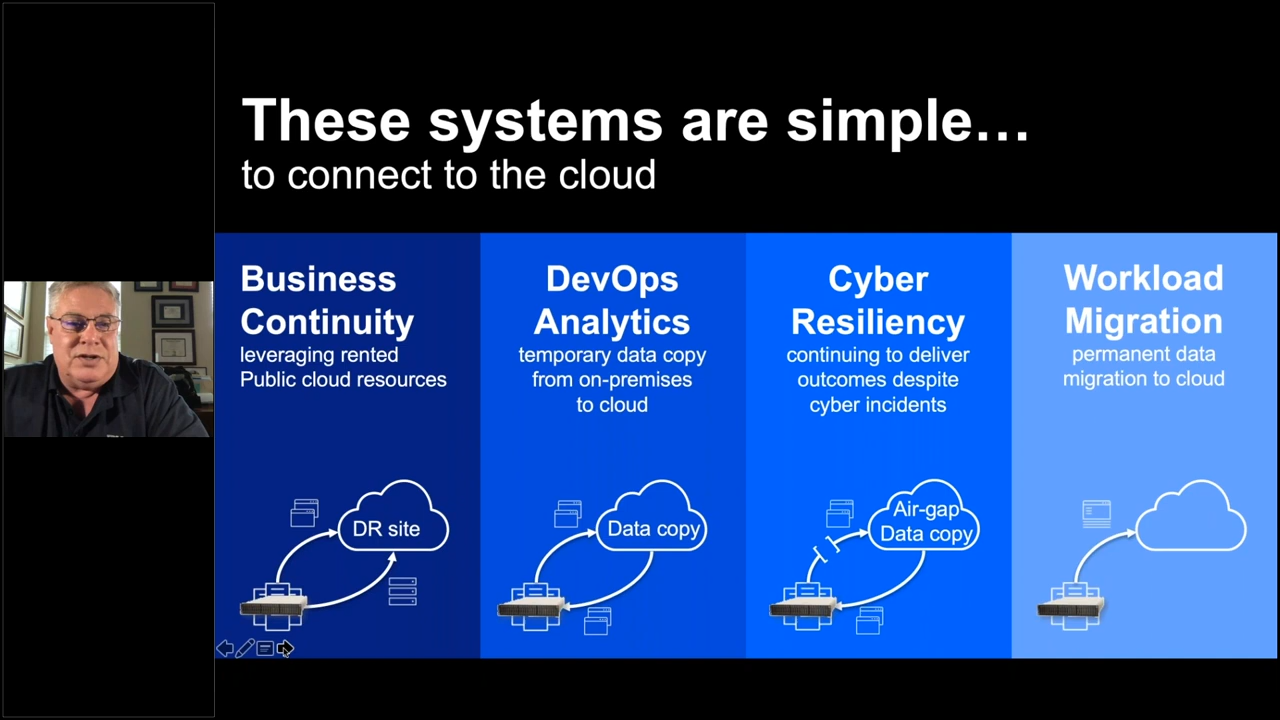 These systems are simple…
to connect to the cloud
Business
Continuity
leveraging rented
Public cloud resources
DR site
DevOps
Analytics
temporary data copy
from on-premises
to cloud
Data copy
Cyber
Resiliency
continuing to deliver
outcomes despite
cyber incidents
Air-gap
Data copy
Workload
Migration
permanent data
migration to cloud